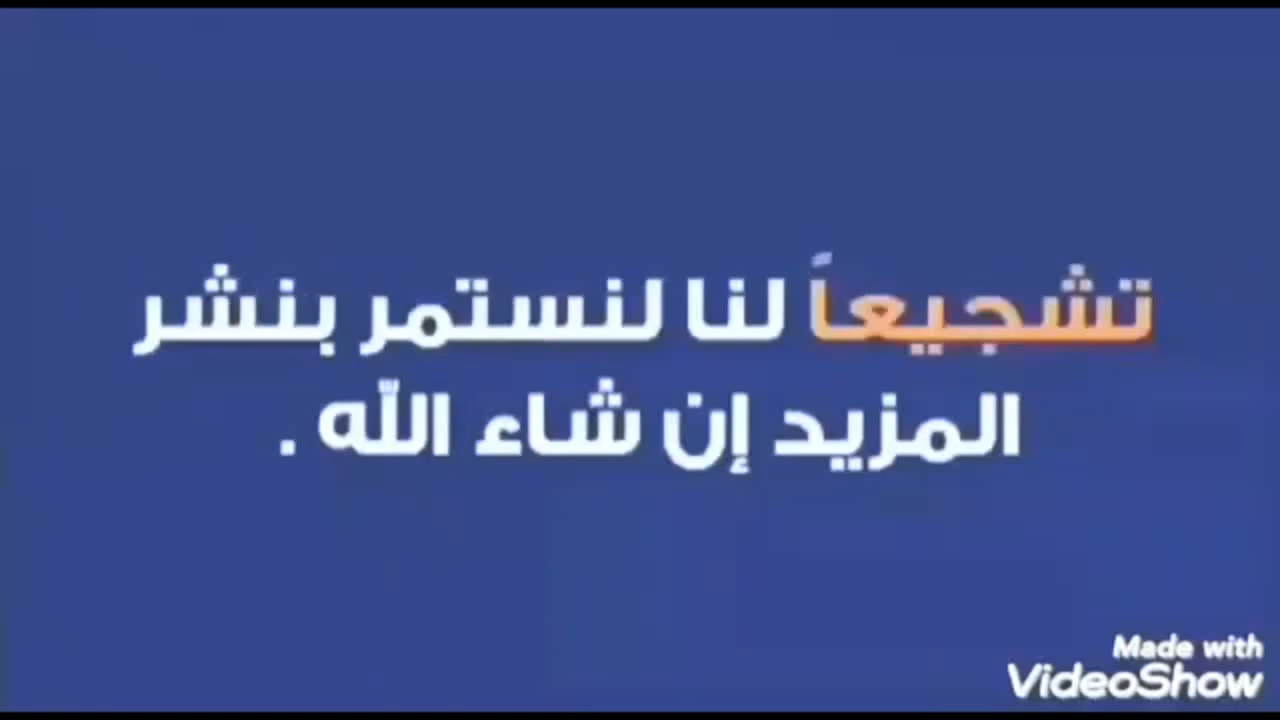 تشجيعاً لنا لنستمر بنشر
المزيد إن شاء الله .
Made with
VideoShow